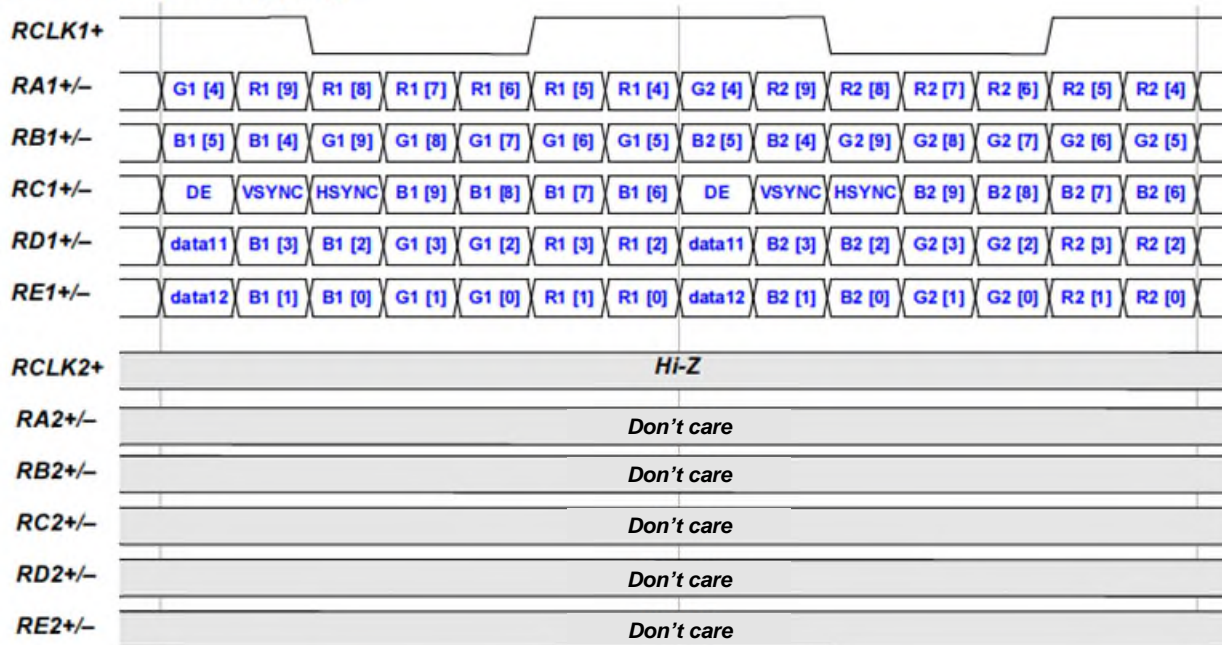 RCLK1+
RA1+/– G1 [4] R1 [9] R1 [8] R1 [7] R1 [6] R1 [5] R1 [4] G2 [4] R2 [9] R2 [8] R2 [7] R2 [6] R2 [5] R2 [4]
RB1+/– B1 [5] B1 [4] G1 [9] G1 [8] G1 [7] G1 [6] G1 [5] B2 [5] B2 [4] G2 [9] G2 [8] G2 [7] G2 [6] G2 [5]
RC1+/– DE VSYNC HSYNC B1 [9] B1 [8] B1 [7] B1 [6] DE VSYNC HSYNC B2 [9] B2 [8] B2 [7] B2 [6]
RD1+/– data11 B1 [3] B1 [2] G1 [3] G1 [2] R1 [3] R1 [2] data11 B2 [3] B2 [2] G2 [3] G2 [2] R2 [3] R2 [2]
RE1+/– data12 B1 [1] B1 [0] G1 [1] G1 [0] R1 [1] R1 [0] data12 B2 [1] B2 [0] G2 [1] G2 [0] R2 [1] R2 [0]
RCLK2+ Hi-Z
RA2+/– Don't care
RB2+/– Don't care
RC2+/– Don't care
RD2+/– Don't care
RE2+/– Don't care